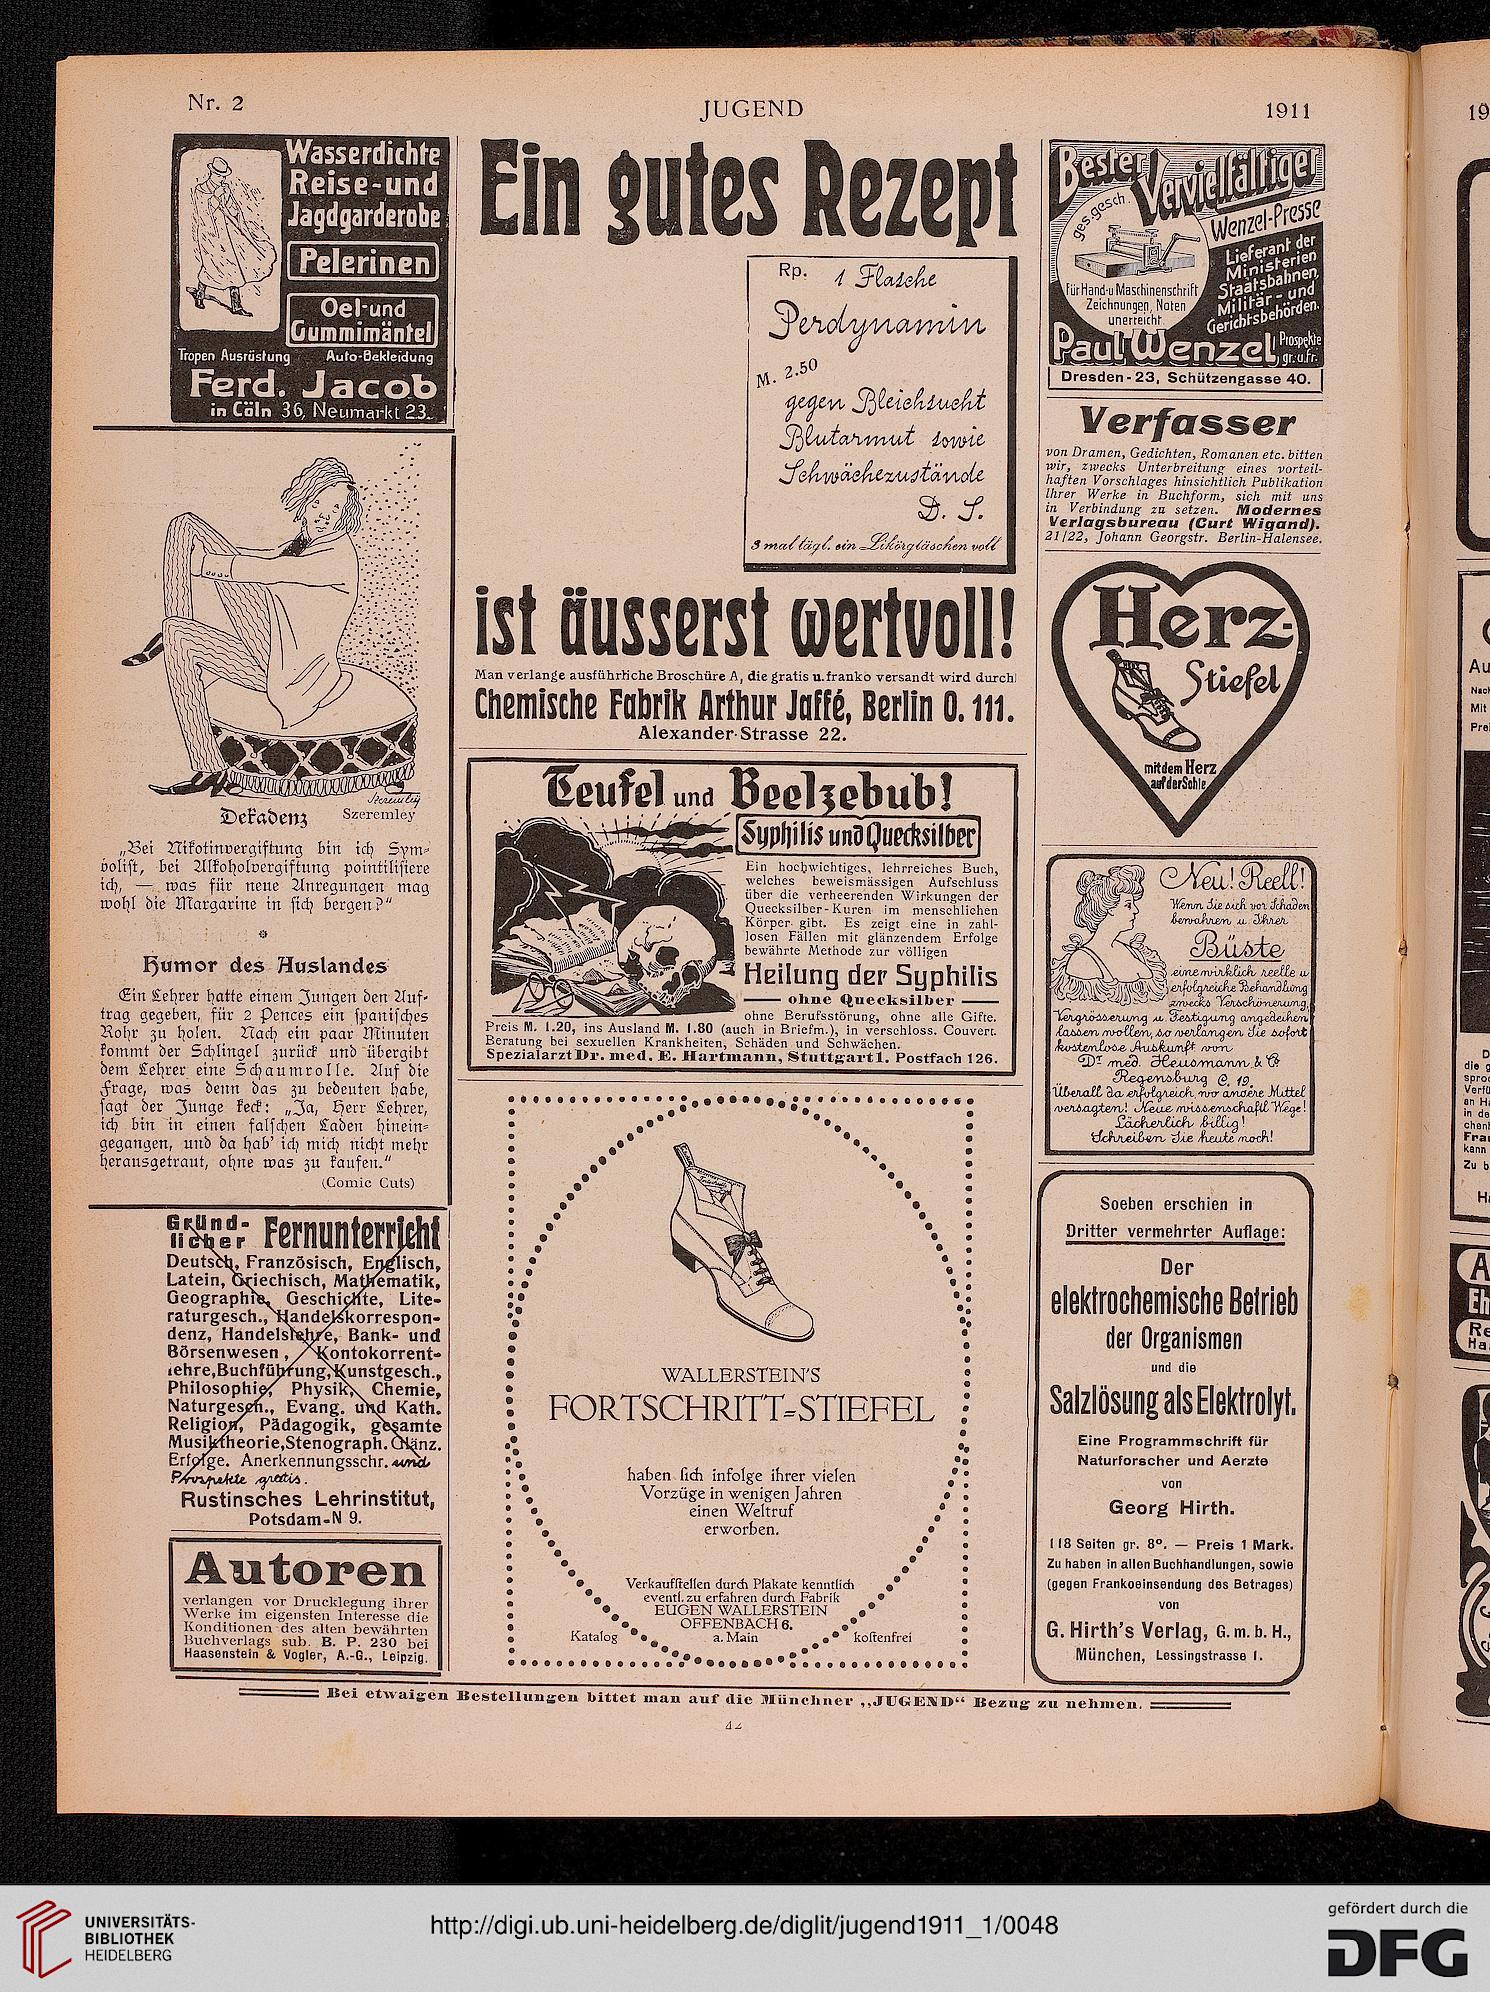 Nr. 2
JUGEND
1911
Wasserdichte
Reise-und
Jagdgarderobe
Pelerinen
Oel-und
Gummimäntel
Tropen Ausrüstung Auto-Bekleidung
Ferd. Jacob
in Cöln 36, Neumarkt 23.
Szeremley
Dekadenz Szeremley
„Bei Nikotinvergiftung bin ich Sym-
bolist, bei Alkoholvergiftung pointilisiere
ich, — was für neue Anregungen mag
wohl die Margarine in sich bergen?“
*
Humor des Auslandes
Ein Lehrer hatte einem Jungen den Auf-
trag gegeben, für 2 Pences ein spanisches
Rohr zu holen. Nach ein paar Minuten
kommt der Schlingel zurück und übergibt
dem Lehrer eine Schaumrolle. Auf die
Frage, was denn das zu bedeuten habe,
sagt der Junge keck: „Ja, Herr Lehrer,
ich bin in einen falschen Laden hinein-
gegangen, und da hab' ich mich nicht mehr
herausgetraut, ohne was zu kaufen.“
(Comic Cuts)
Gründ-
licher Fernunterricht
Deutsch, Französisch, Englisch,
Latein, Griechisch, Mathematik,
Geographie, Geschichte, Lite-
raturgesch., Handelskorrespon-
denz, Handelslehre, Bank- und
Börsenwesen, Kontokorrent-
lehre, Buchführung, Kunstgesch.,
Philosophie, Physik, Chemie,
Naturgesch., Evang. und Kath.
Religion, Pädagogik, gesamte
Musiktheorie, Stenograph. Glänz.
Erfolge. Anerkennungsschr. und
Prospekte gratis.
Rustinsches Lehrinstitut,
Potsdam-N 9.
Autoren
verlangen vor Drucklegung ihrer
Werke im eigensten Interesse die
Konditionen des alten bewährten
Buchverlags sub. B. P. 230 bei
Haasenstein & Vogler, A.-G., Leipzig.
Ein gutes Rezept
Rp. 1 Flasche
Perdynamin
M. 2.50
gegen Bleichsucht
Blutarmut sowie
Schwächezustände
D. S.
3 mal tägl. ein Likörgläschen voll
ist äusserst wertvoll!
Man verlange ausführliche Broschüre A, die gratis u. franko versandt wird durch
Chemische Fabrik Arthur Jaffé, Berlin O. 111.
Alexander-Strasse 22.
Teufel und Beelzebub!
Syphilis und Quecksilber
Ein hochwichtiges, lehrreiches Buch,
welches beweismässigen Aufschluss
über die verheerenden Wirkungen der
Quecksilber-Kuren im menschlichen
Körper gibt. Es zeigt eine in zahl-
losen Fällen mit glänzendem Erfolge
bewährte Methode zur völligen
Heilung der Syphilis
ohne Quecksilber
ohne Berufsstörung, ohne alle Gifte.
Preis M. 1.20, ins Ausland M. 1.80 (auch in Briefm.), in verschloss. Couvert.
Beratung bei sexuellen Krankheiten, Schäden und Schwächen.
Spezialarzt Dr. med. E. Hartmann, Stuttgart 1. Postfach 126.
WALLERSTEIN'S
FORTSCHRITT-STIEFEL
haben sich infolge ihrer vielen
Vorzüge in wenigen Jahren
einen Weltruf
erworben.
Verkaufstellen durch Plakate kenntlich
eventl. zu erfahren durch Fabrik
EUGEN WALLERSTEIN
OFFENBACH 6.
Katalog a. Main kostenfrei
Bester Vervielfältiger
ges. gesch.
Wenzel-Presse
Für Hand-u Maschinenschrift
Zeichnungen, Noten
unerreicht
Lieferant der
Ministerien
Staatsbahnen,
Militär- und
Gerichtsbehörden.
Paul Wenzel, Prospekte
gr. u. fr.
Dresden-23, Schützengasse 40.
Verfasser
von Dramen, Gedichten, Romanen etc. bitten
wir, zwecks Unterbreitung eines vorteil-
haften Vorschlages hinsichtlich Publikation
Ihrer Werke in Buchform, sich mit uns
in Verbindung zu setzen. Modernes
Verlagsbureau (Curt Wigand).
21/22, Johann Georgstr. Berlin-Halensee.
Herz-
Stiefel
mit dem Herz
auf der Sohle
Neu! Reell!
Wenn Sie sich vor Schaden
bewahren u. Ihrer
Büste
eine wirklich reelle u
erfolgreiche Behandlung
zwecks Verschönerung,
Vergrösserung u. Festigung angedeihen
lassen wollen, so verlangen Sie sofort
kostenlose Auskunft von
Dr med. Heusmann & Co
Regensburg C. 19.
Überall da erfolgreich, wo andere Mittel
versagten! Neue wissenschaftl Wege!
Lächerlich billig!
Schreiben Sie heute noch!
Soeben erschien in
Dritter vermehrter Auflage:
Der
elektrochemische Betrieb
der Organismen
und die
Salzlösung als Elektrolyt.
Eine Programmschrift für
Naturforscher und Aerzte
von
Georg Hirth.
118 Seiten gr. 8°. — Preis 1 Mark.
Zu haben in allen Buchhandlungen, sowie
(gegen Frankoeinsendung des Betrages)
von
G. Hirth's Verlag, G. m. b. H.,
München, Lessingstrasse 1.
Bei etwaigen Bestellungen bittet man auf die Münchner „JUGEND“ Bezug zu nehmen.
42
UNIVERSITÄTS-
BIBLIOTHEK
HEIDELBERG
http://digi.ub.uni-heidelberg.de/diglit/jugend1911_1/0048
gefördert durch die
DFG